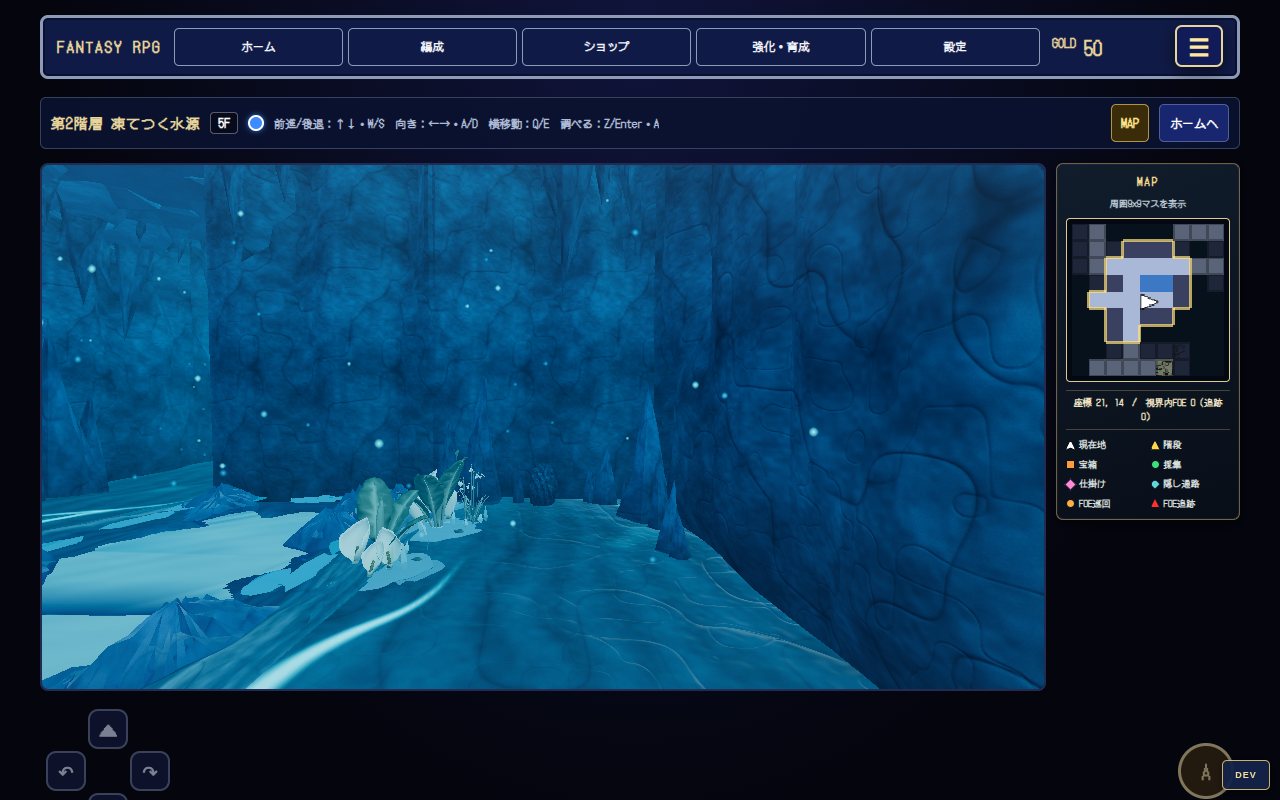 FANTASY RPG
ホーム
編成
ショップ
強化・育成
設定
GOLD 50
第2階層 凍てつく水源
5F
前進/後退：↑↓・W/S 向き：←→・A/D 横移動：Q/E 調べる：Z/Enter・A
MAP
ホームへ
MAP
周囲9x9マスを表示
座標 21, 14 / 視界内FOE 0（追跡
0）
現在地
階段
宝箱
採集
仕掛け
隠し通路
FOE巡回
FOE追跡
A
DEV